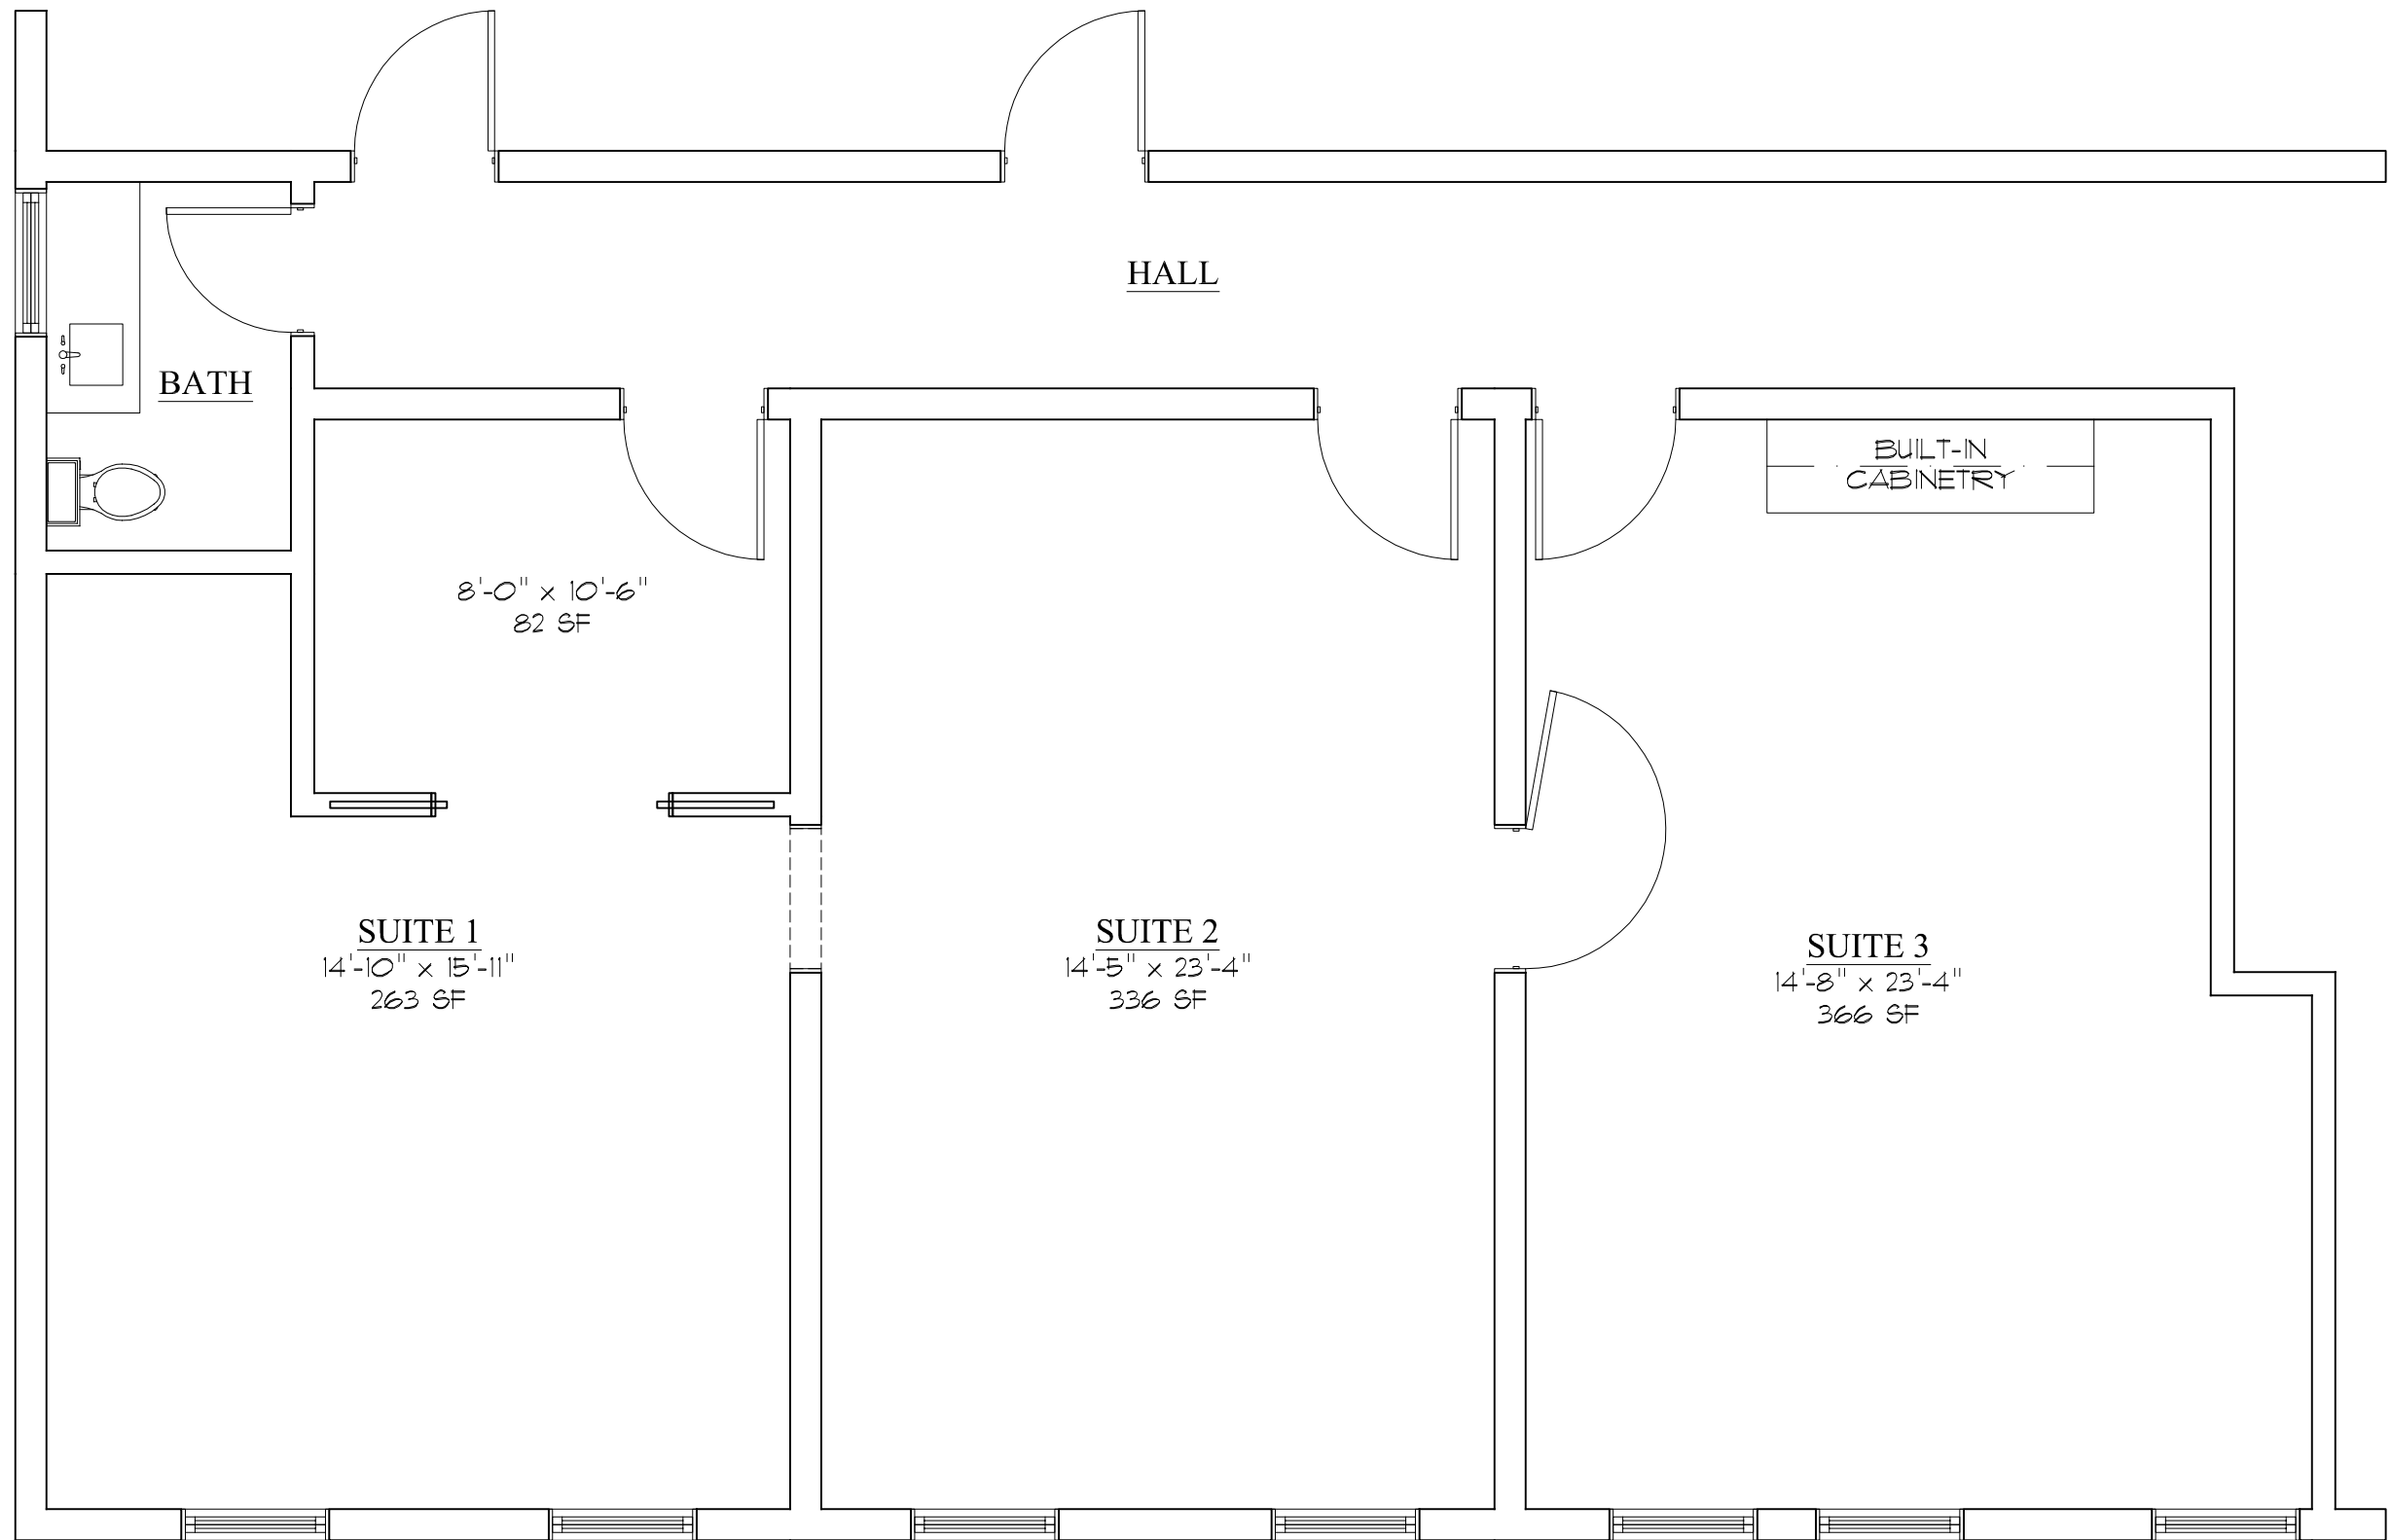 HALL
BATH
BUILT-IN
CABINETRY
8'-0" x 10'-6"
82 SF
SUITE 1
14'-10" x 15'-11"
263 SF
SUITE 2
14'-5" x 23'-4"
336 SF
SUITE 3
14'-8" x 23'-4"
366 SF